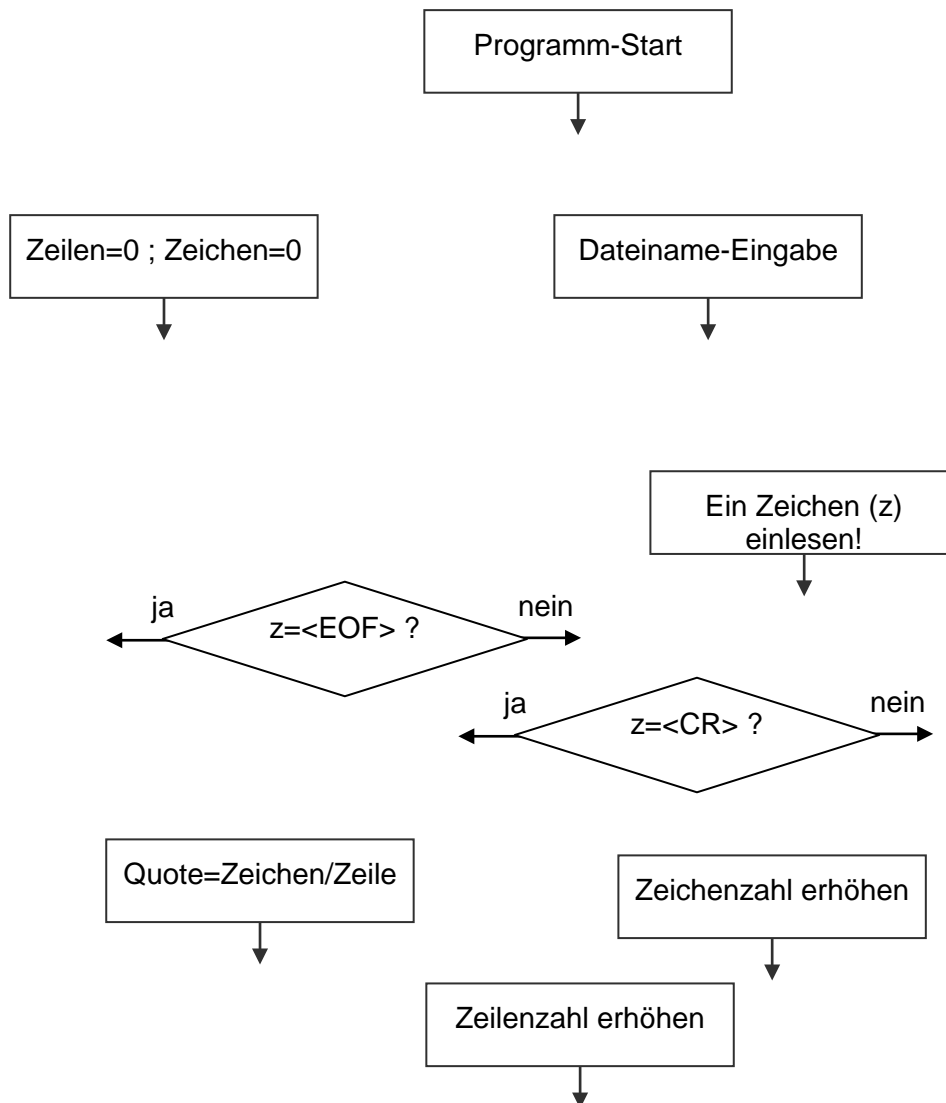 Programm-Start
Zeilen=0 ; Zeichen=0
Dateiname-Eingabe
Ein Zeichen (z)
einlesen!
ja
z=<EOF> ?
nein
ja
z=<CR> ?
nein
Quote=Zeichen/Zeile
Zeichenzahl erhöhen
Zeilenzahl erhöhen